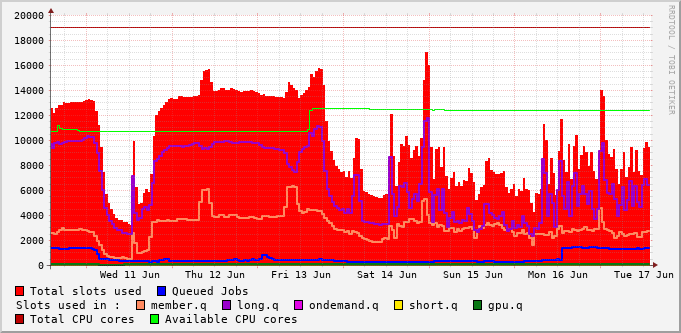 20000
18000
16000
14000
12000
10000
8000
6000
4000
2000
0
RRDTOOL / TOBI OETIKER
Wed 11 Jun Thu 12 Jun Fri 13 Jun Sat 14 Jun Sun 15 Jun Mon 16 Jun Tue 17 Jun
Total slots used Queued Jobs
Slots used in : member.q long.q ondemand.q short.q gpu.q
Total CPU cores Available CPU cores